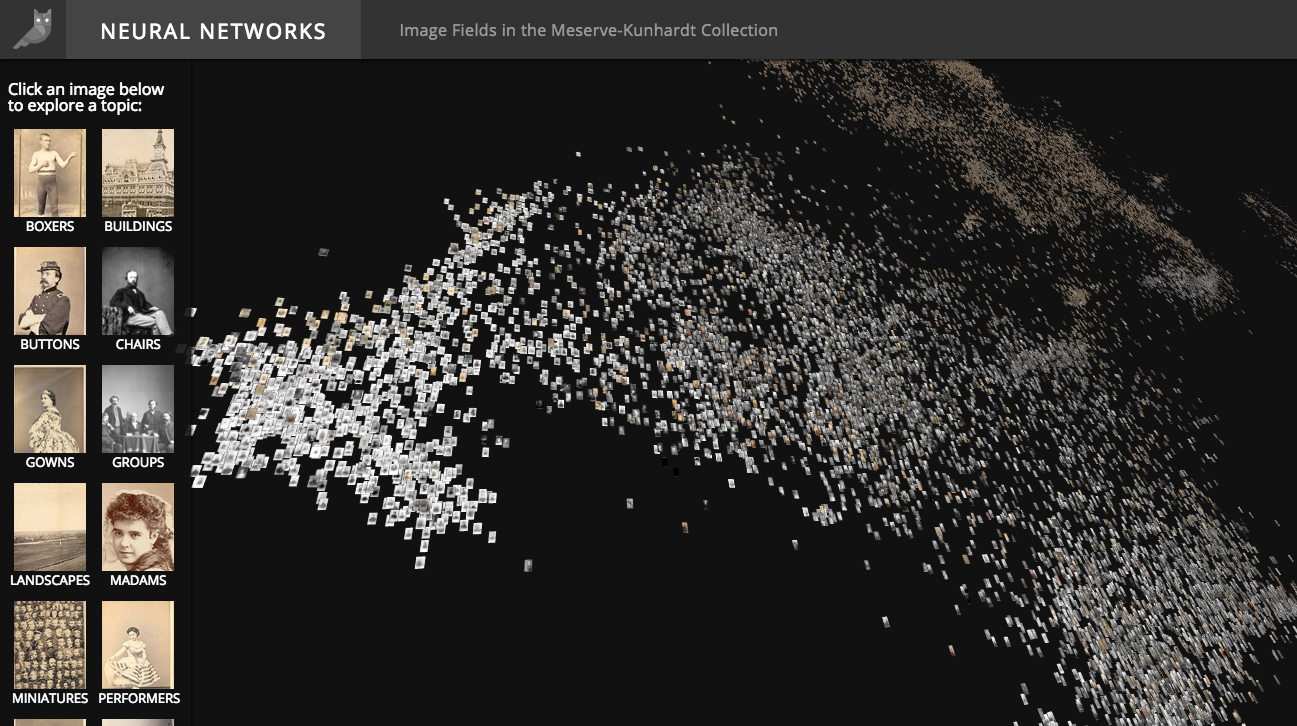 NEURAL NETWORKS
Image Fields in the Meserve-Kunhardt Collection
Click an image below
to explore a topic:
BOXERS
BUILDINGS
BUTTONS
CHAIRS
GOWNS
GROUPS
LANDSCAPES
MADAMS
MINIATURES
PERFORMERS